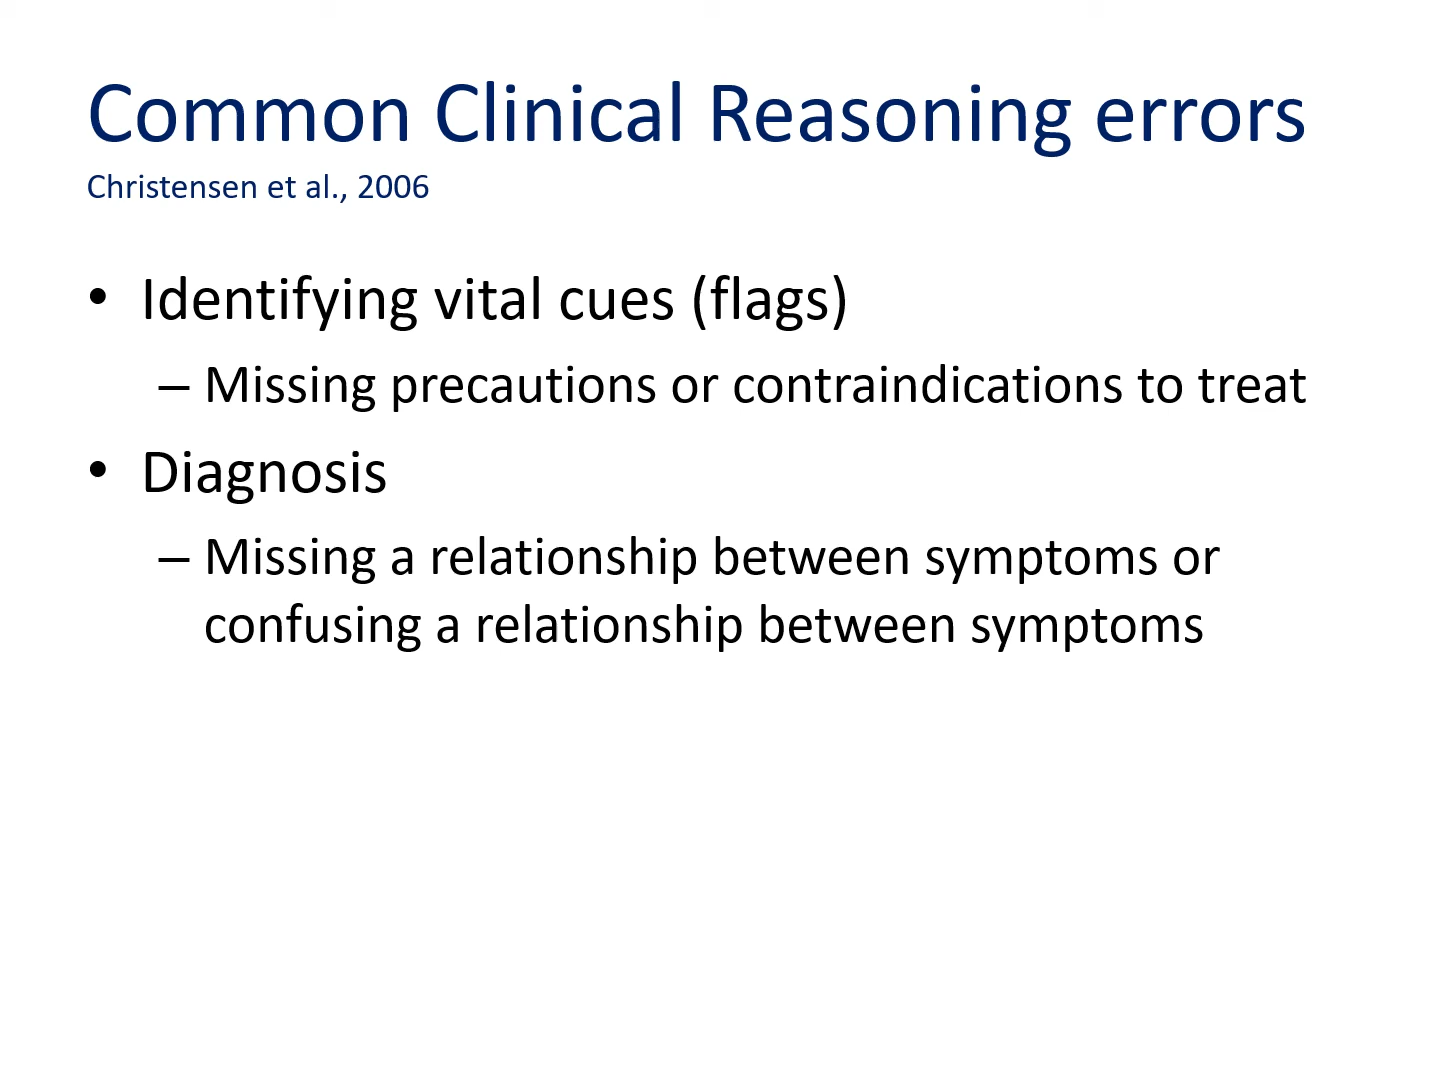 Common Clinical Reasoning errors
Christensen et al., 2006
• Identifying vital cues (flags)
– Missing precautions or contraindications to treat
• Diagnosis
– Missing a relationship between symptoms or
confusing a relationship between symptoms